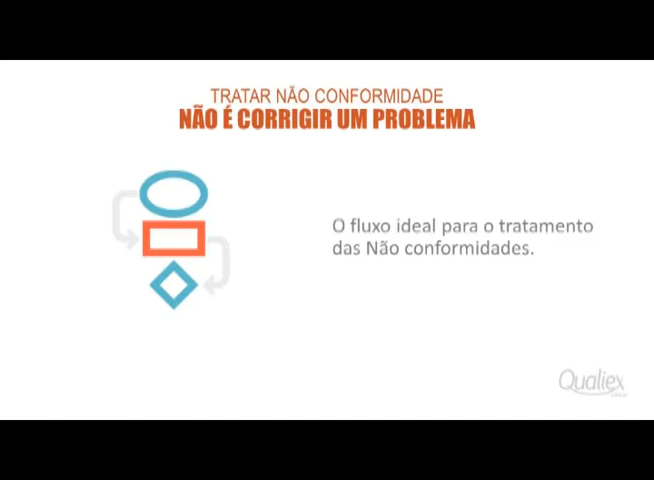 TRATAR NÃO CONFORMIDADE
NÃO É CORRIGIR UM PROBLEMA
O fluxo ideal para o tratamento
das Não conformidades.
Qualiex